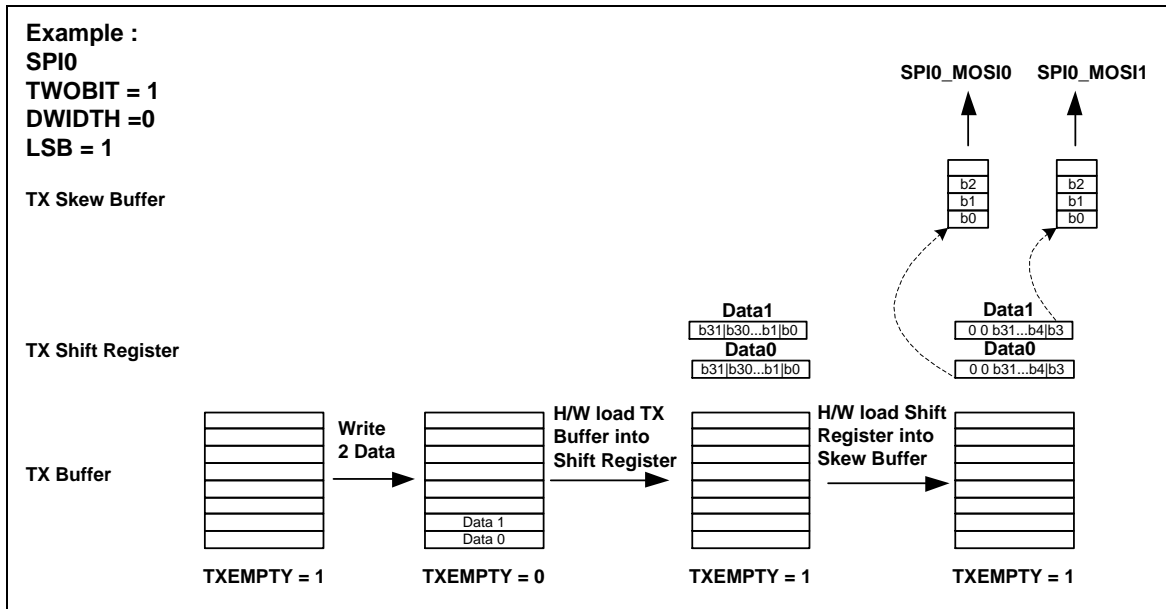 Example :
SPI0
TWOBIT = 1
DWIDTH =0
LSB = 1
SPI0_MOSI0
SPI0_MOSI1
TX Skew Buffer
b2
b1
b0
b2
b1
b0
TX Shift Register
Data1
b31|b30...b1|b0
Data0
b31|b30...b1|b0
Data1
0 0 b31...b4|b3
Data0
0 0 b31...b4|b3
TX Buffer
Write
2 Data
Data 1
Data 0
H/W load TX
Buffer into
Shift Register
H/W load Shift
Register into
Skew Buffer
TXEMPTY = 1
TXEMPTY = 0
TXEMPTY = 1
TXEMPTY = 1